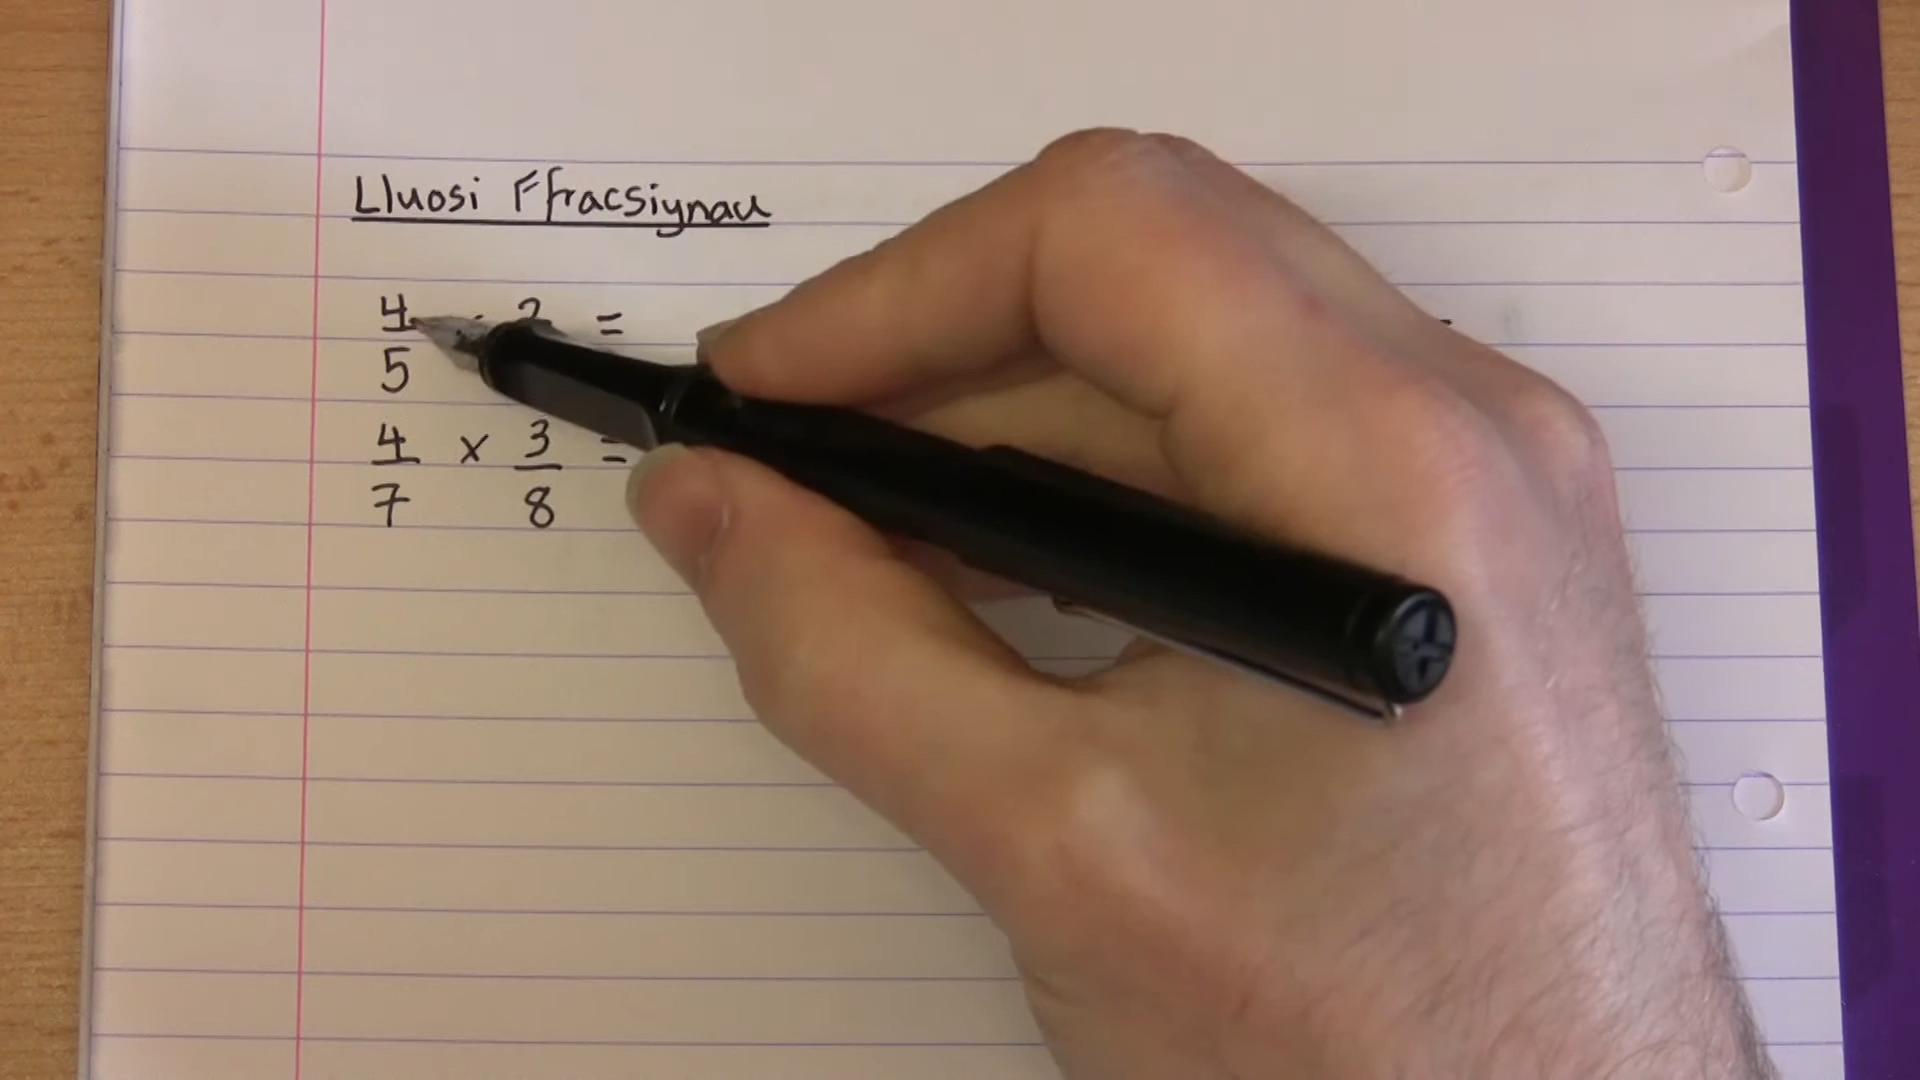 Lluosi Ffracsiynau
4 =
5
4 x 3 =
7 8